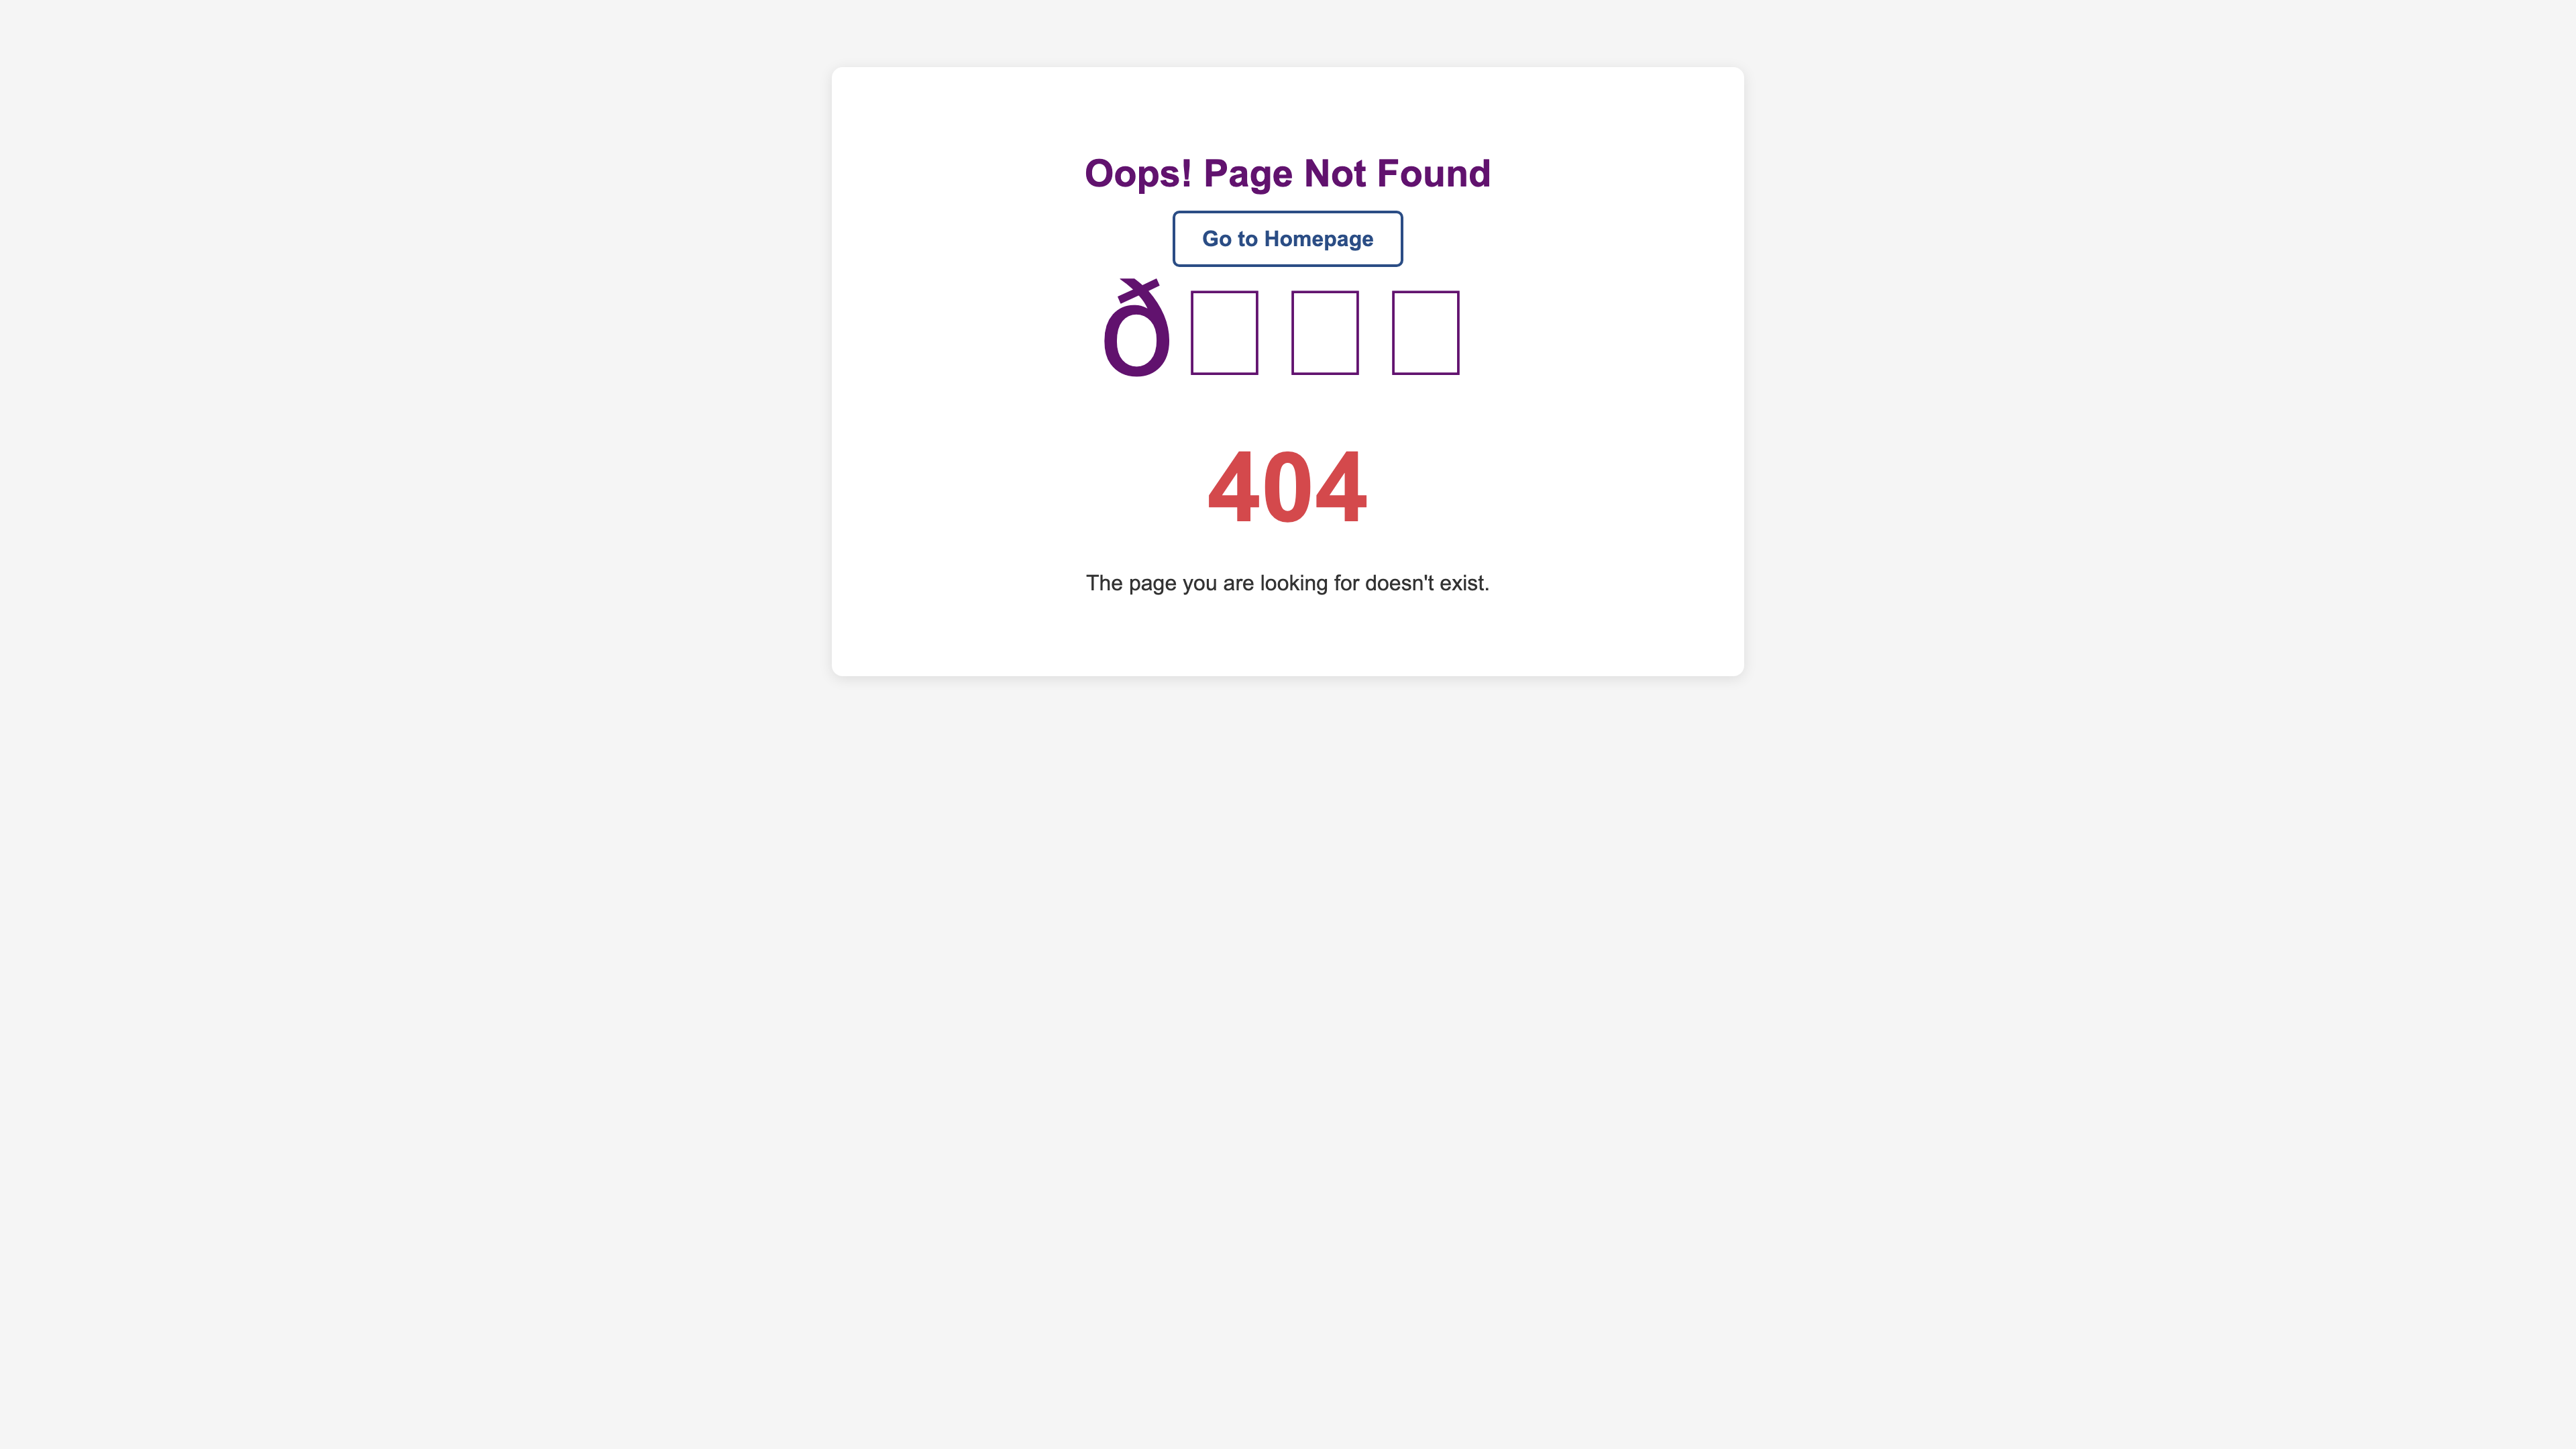 Oops! Page Not Found
Go to Homepage
ð
404
The page you are looking for doesn't exist.